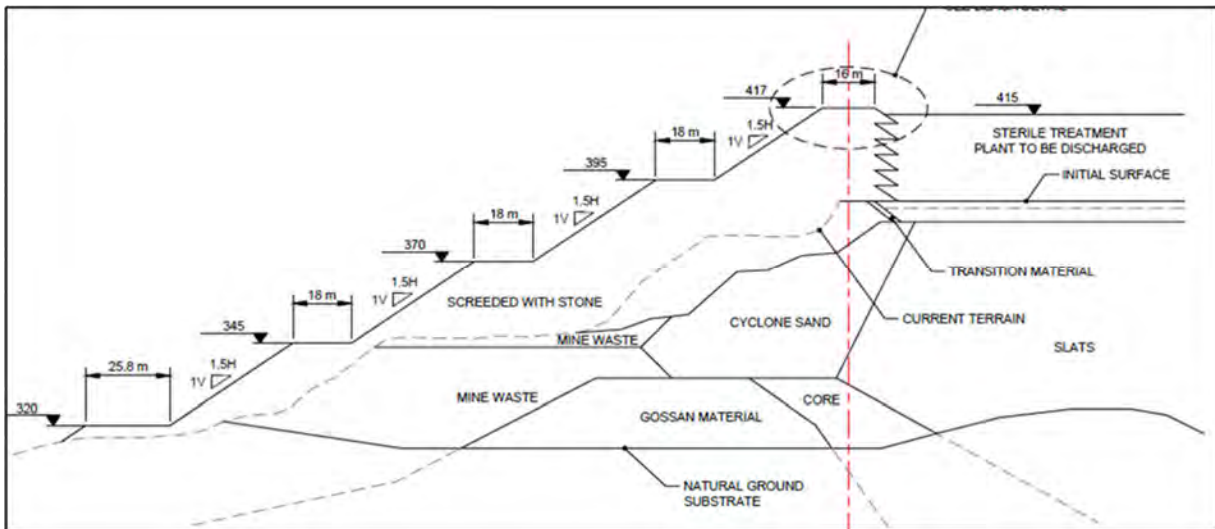 16 m
417
415
STERILE TREATMENT
PLANT TO BE DISCHARGED
1.5H
1V
18 m
395
INITIAL SURFACE
1.5H
1V
18 m
370
TRANSITION MATERIAL
1.5H
1V
SCREEDED WITH STONE
18 m
CYCLONE SAND
CURRENT TERRAIN
345
MINE WASTE
SLATS
1.5H
1V
25.8 m
MINE WASTE
CORE
320
GOSSAN MATERIAL
NATURAL GROUND
SUBSTRATE